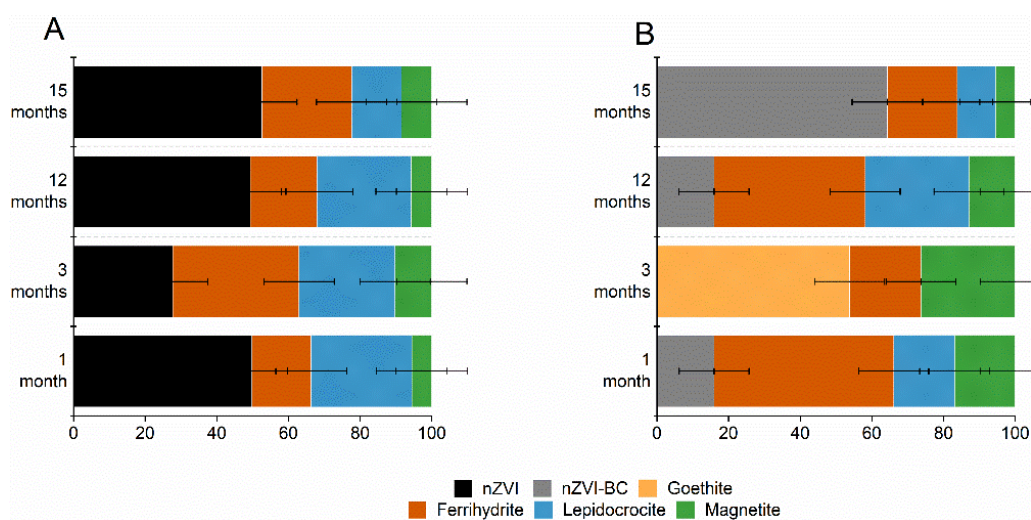 A
B
15
months
12
months
3
months
1
month
0 20 40 60 80 100
15
months
12
months
3
months
1
month
0 20 40 60 80 100
nZVI nZVI-BC Goethite
Ferrihydrite Lepidocrocite Magnetite